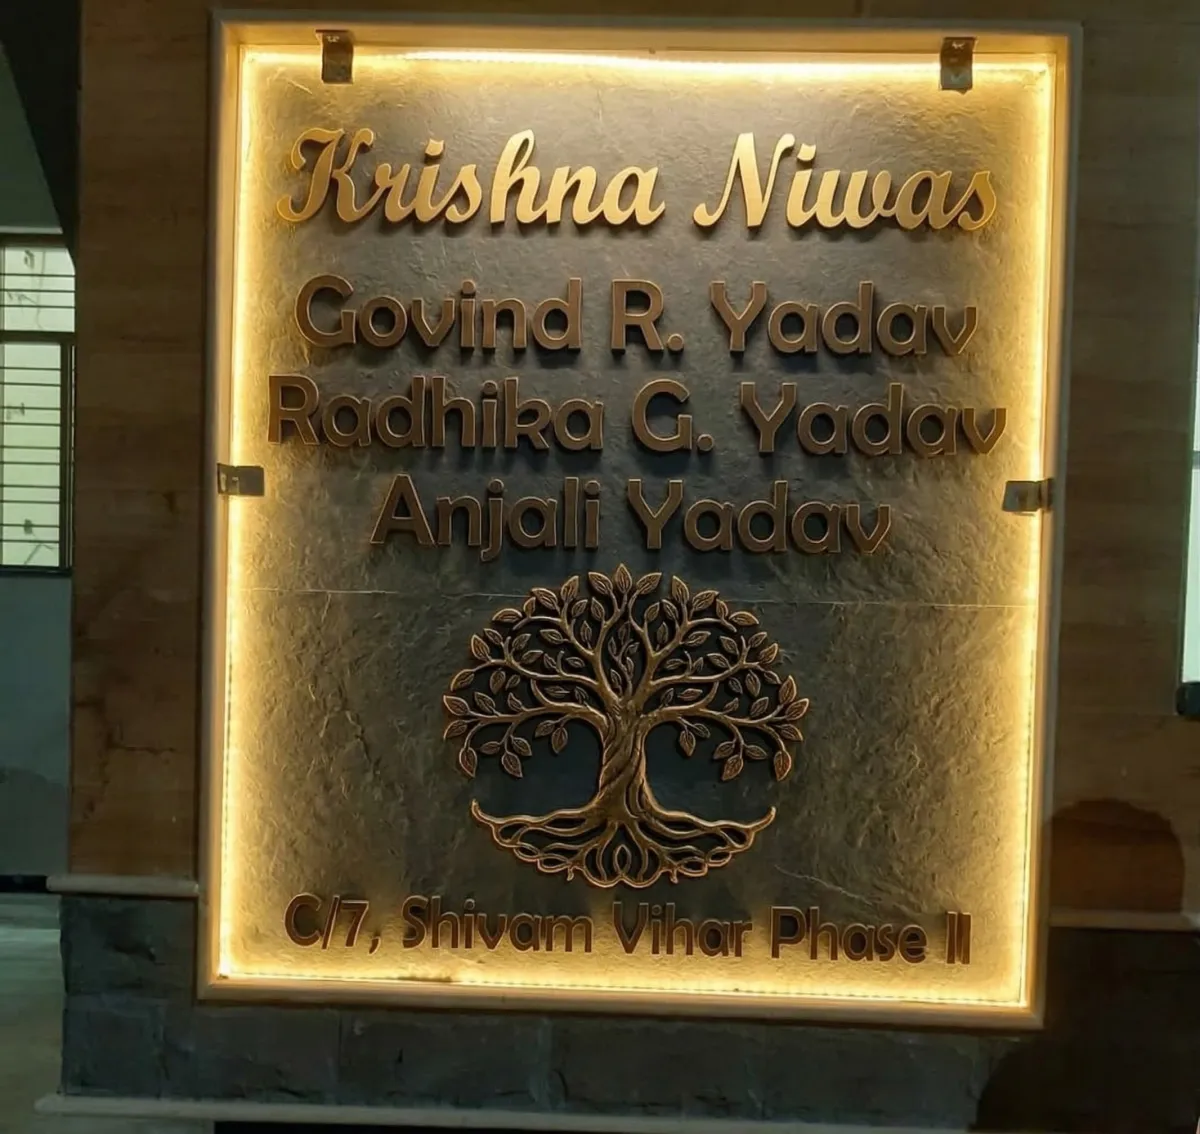 Krishna Niwas
Govind R. Yadav
Radhika G. Yadav
Anjali Yadav
C/7, Shivam Vihar Phase II